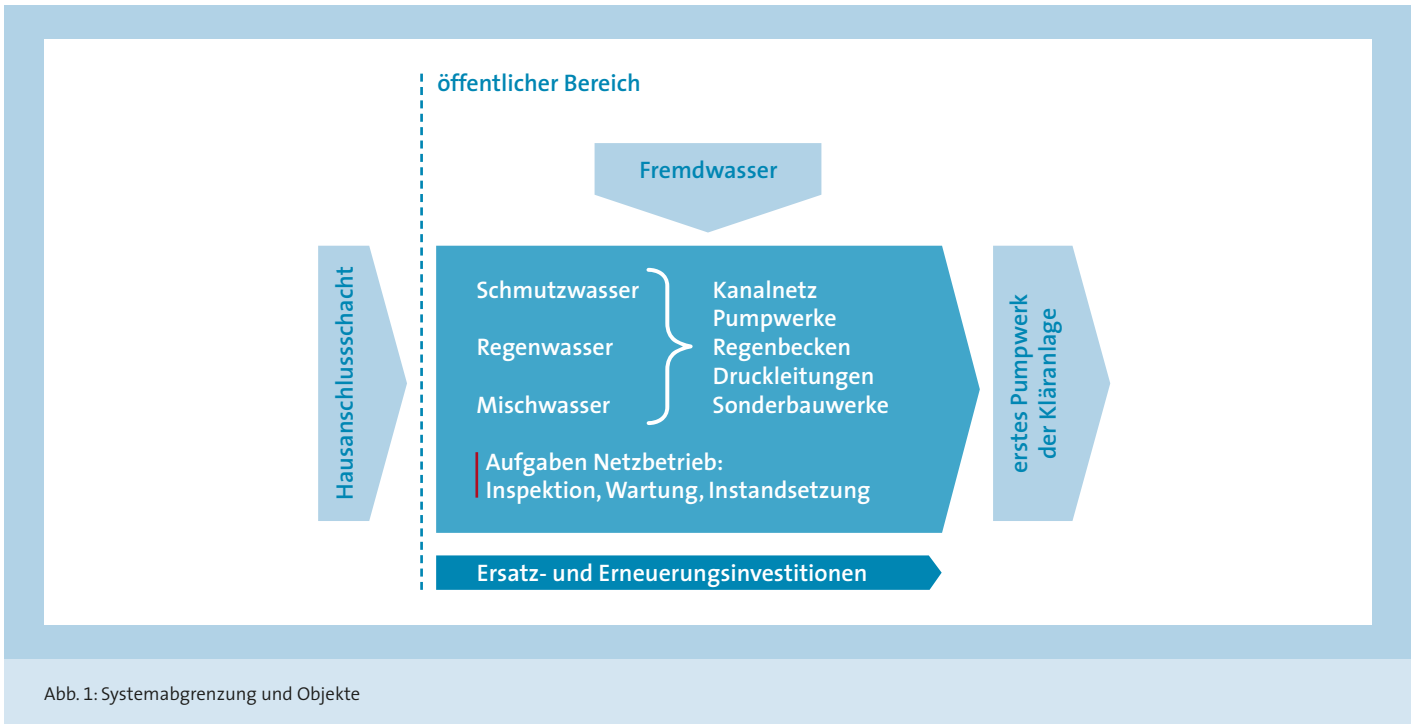 öffentlicher Bereich
Fremdwasser
Hausanschlussschacht
Schmutzwasser
Regenwasser
Mischwasser
Kanalnetz
Pumpwerke
Regenbecken
Druckleitungen
Sonderbauwerke
Aufgaben Netzbetrieb:
Inspektion, Wartung, Instandsetzung
erstes Pumpwerk
der Kläranlage
Ersatz- und Erneuerungsinvestitionen
Abb. 1: Systemabgrenzung und Objekte